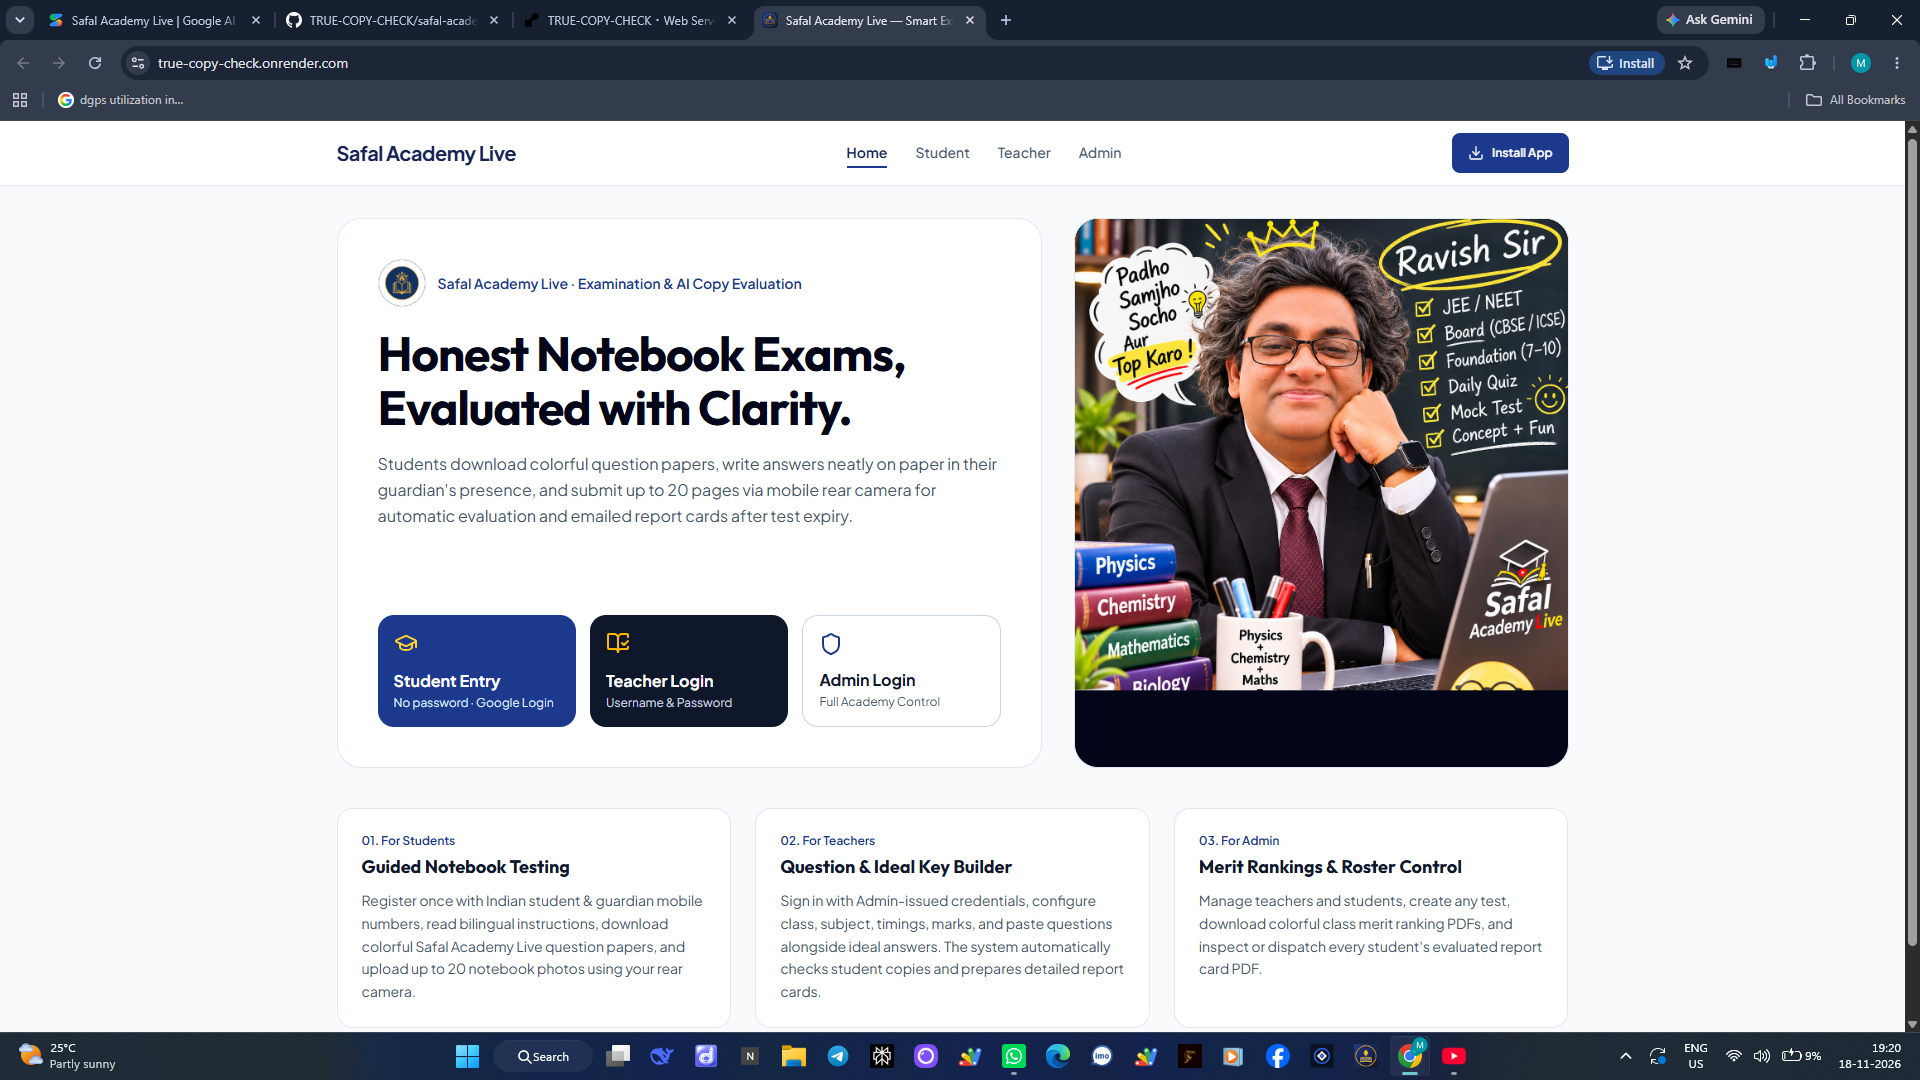 Safal Academy Live | Google AI
TRUE-COPY-CHECK/safal-acade
TRUE-COPY-CHECK · Web Serv
Safal Academy Live — Smart Ex
Ask Gemini
true-copy-check.onrender.com
Install
M
dgps utilization in...
All Bookmarks
Safal Academy Live
Home
Student
Teacher
Admin
Install App
Safal Academy Live · Examination & AI Copy Evaluation
Honest Notebook Exams,
Evaluated with Clarity.
Students download colorful question papers, write answers neatly on paper in their
guardian's presence, and submit up to 20 pages via mobile rear camera for
automatic evaluation and emailed report cards after test expiry.
Student Entry
No password · Google Login
Teacher Login
Username & Password
Admin Login
Full Academy Control
Padho
Samjho
Socho
Aur
Top Karo !
Ravish Sir
JEE / NEET
Board (CBSE / ICSE)
Foundation (7–10)
Daily Quiz
Mock Test
Concept + Fun
Physics
Chemistry
Mathematics
Biology
Physics
+
Chemistry
+
Maths
Safal
Academy Live
01. For Students
Guided Notebook Testing
Register once with Indian student & guardian mobile
numbers, read bilingual instructions, download
colorful Safal Academy Live question papers, and
upload up to 20 notebook photos using your rear
camera.
02. For Teachers
Question & Ideal Key Builder
Sign in with Admin-issued credentials, configure
class, subject, timings, marks, and paste questions
alongside ideal answers. The system automatically
checks student copies and prepares detailed report
cards.
03. For Admin
Merit Rankings & Roster Control
Manage teachers and students, create any test,
download colorful class merit ranking PDFs, and
inspect or dispatch every student's evaluated report
card PDF.
25°C
Partly sunny
Search
N
imo
M
ENG
US
9%
19:20
18-11-2026